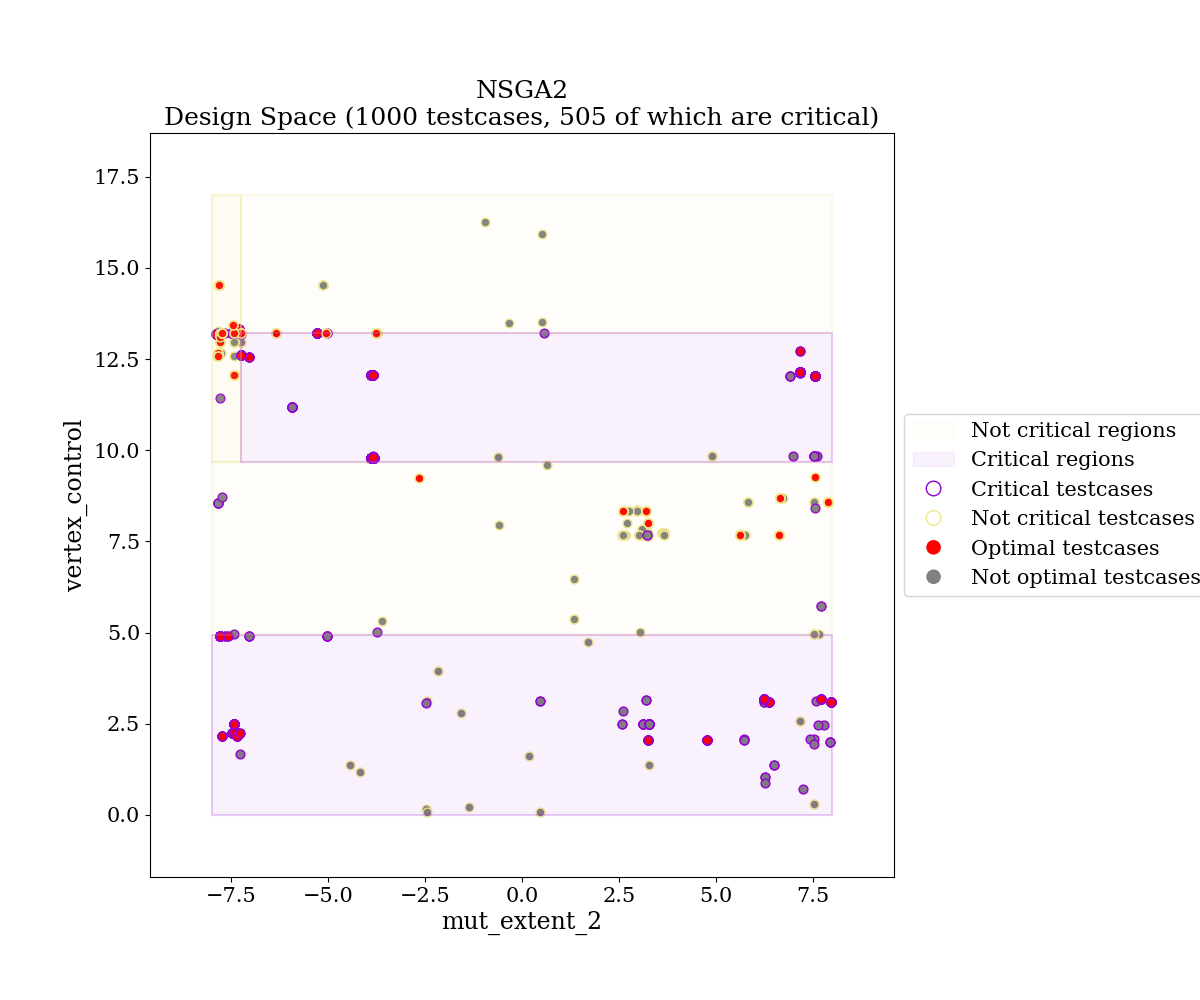 NSGA2
Design Space (1000 testcases, 505 of which are critical)
17.5
15.0
12.5
10.0
7.5
5.0
2.5
0.0
vertex_control
−7.5
−5.0
−2.5
0.0
2.5
5.0
7.5
mut_extent_2
Not critical regions
Critical regions
Critical testcases
Not critical testcases
Optimal testcases
Not optimal testcases